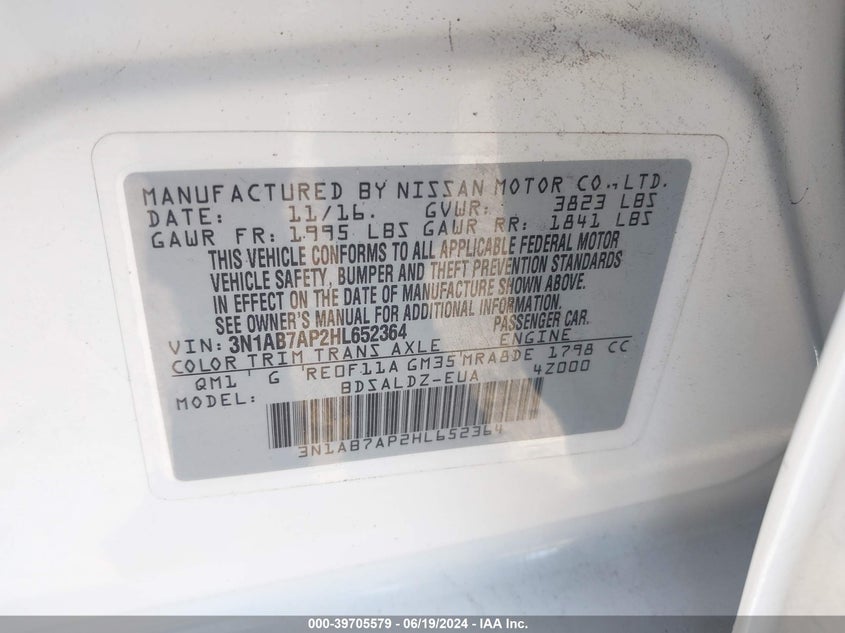 MANUFACTURED BY NISSAN MOTOR CO., LTD.
DATE: 11/16. GVWR: 3823 LBS
GAWR FR: 1995 LBS GAWR RR: 1841 LBS
THIS VEHICLE CONFORMS TO ALL APPLICABLE FEDERAL MOTOR
VEHICLE SAFETY, BUMPER AND THEFT PREVENTION STANDARDS
IN EFFECT ON THE DATE OF MANUFACTURE SHOWN ABOVE.
SEE OWNER'S MANUAL FOR ADDITIONAL INFORMATION.
VIN: 3N1AB7AP2HL652364 PASSENGER CAR.
COLOR TRIM TRANS AXLE ENGINE
QM1 G RE0F11A GM35 MRA8DE 1798 CC
MODEL: BDSALDZ-EUA 4Z000
3N1AB7AP2HL652364
000-39705579 - 06/19/2024 - IAA Inc.